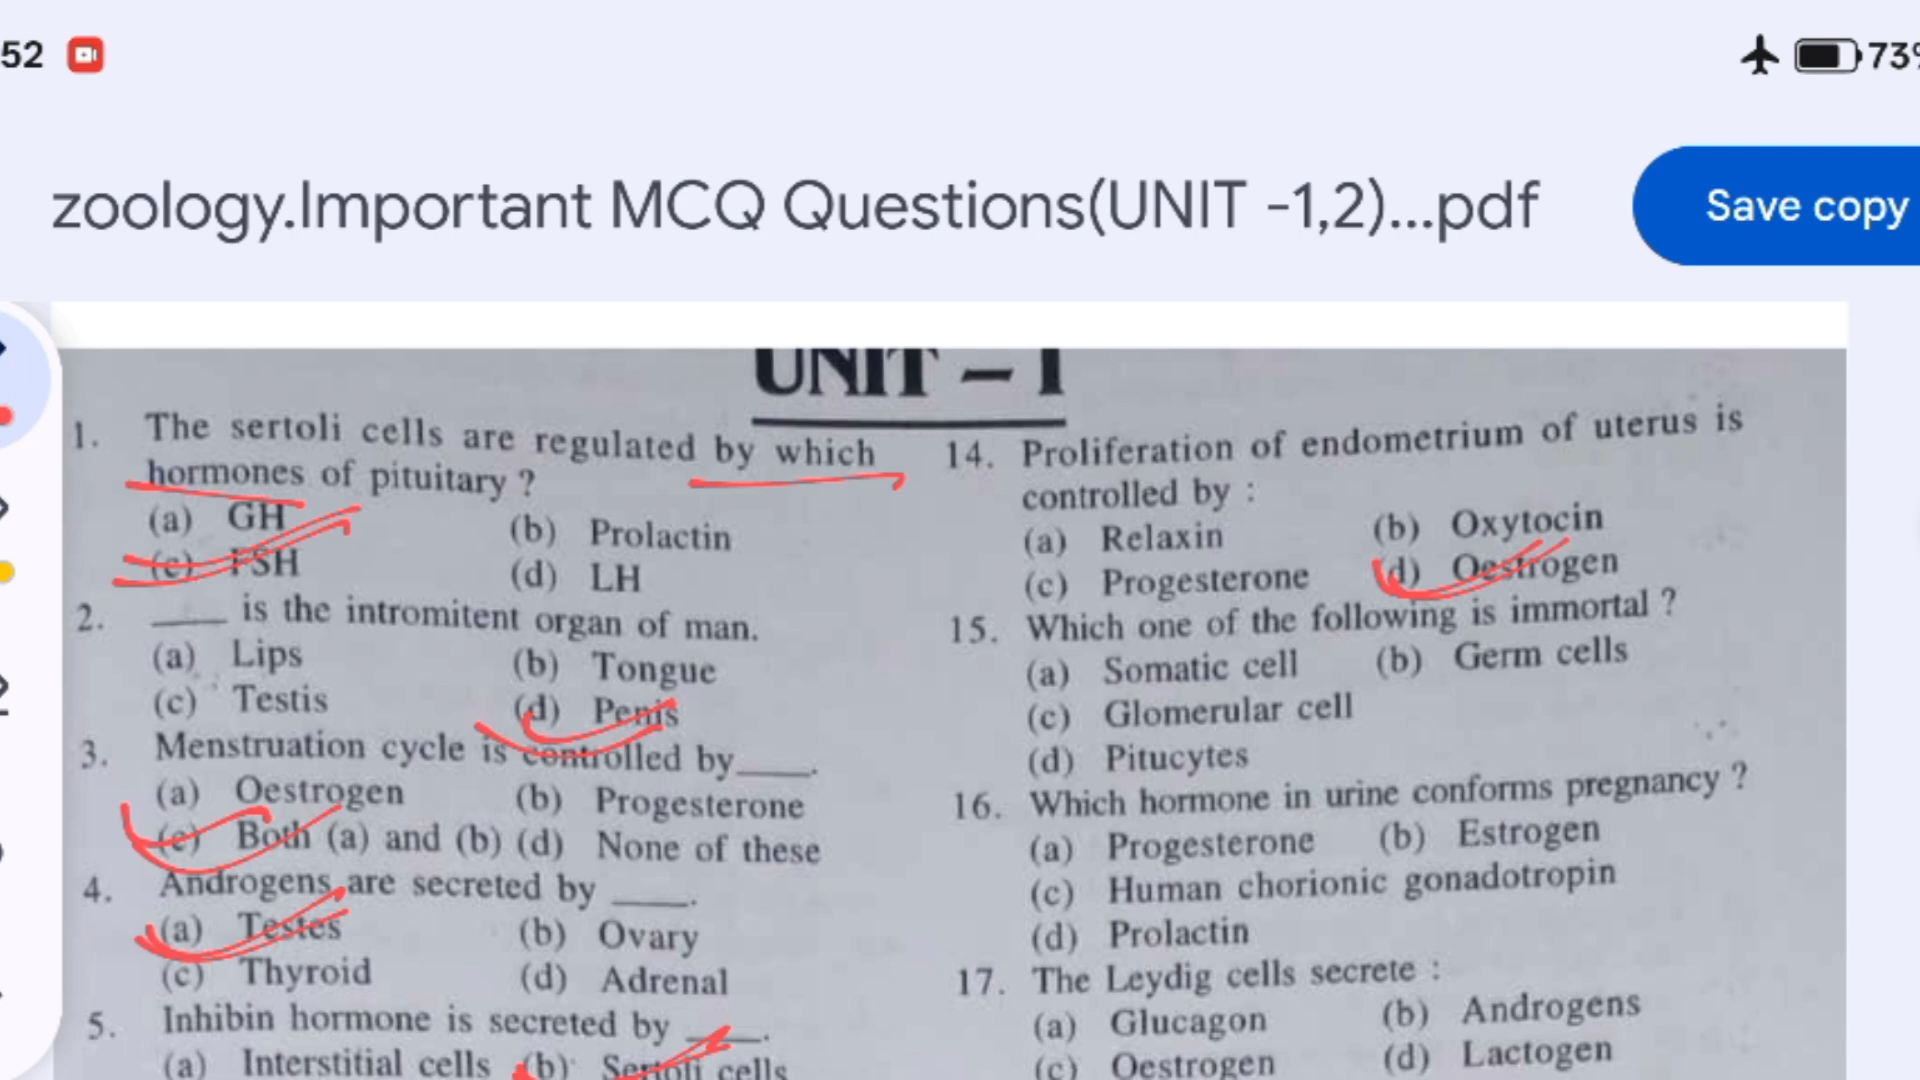 52
73%
zoology.Important MCQ Questions(UNIT -1,2)...pdf
Save copy
UNIT – I
1. The sertoli cells are regulated by which
hormones of pituitary ?
(a) GH (b) Prolactin
(c) FSH (d) LH
2. ____ is the intromitent organ of man.
(a) Lips (b) Tongue
(c) Testis (d) Penis
3. Menstruation cycle is controlled by____.
(a) Oestrogen (b) Progesterone
(c) Both (a) and (b) (d) None of these
4. Androgens are secreted by ____.
(a) Testes (b) Ovary
(c) Thyroid (d) Adrenal
5. Inhibin hormone is secreted by ____.
(a) Interstitial cells (b) Sertoli cells
14. Proliferation of endometrium of uterus is
controlled by :
(a) Relaxin (b) Oxytocin
(c) Progesterone (d) Oestrogen
15. Which one of the following is immortal ?
(a) Somatic cell (b) Germ cells
(c) Glomerular cell
(d) Pitucytes
16. Which hormone in urine conforms pregnancy ?
(a) Progesterone (b) Estrogen
(c) Human chorionic gonadotropin
(d) Prolactin
17. The Leydig cells secrete :
(a) Glucagon (b) Androgens
(c) Oestrogen (d) Lactogen